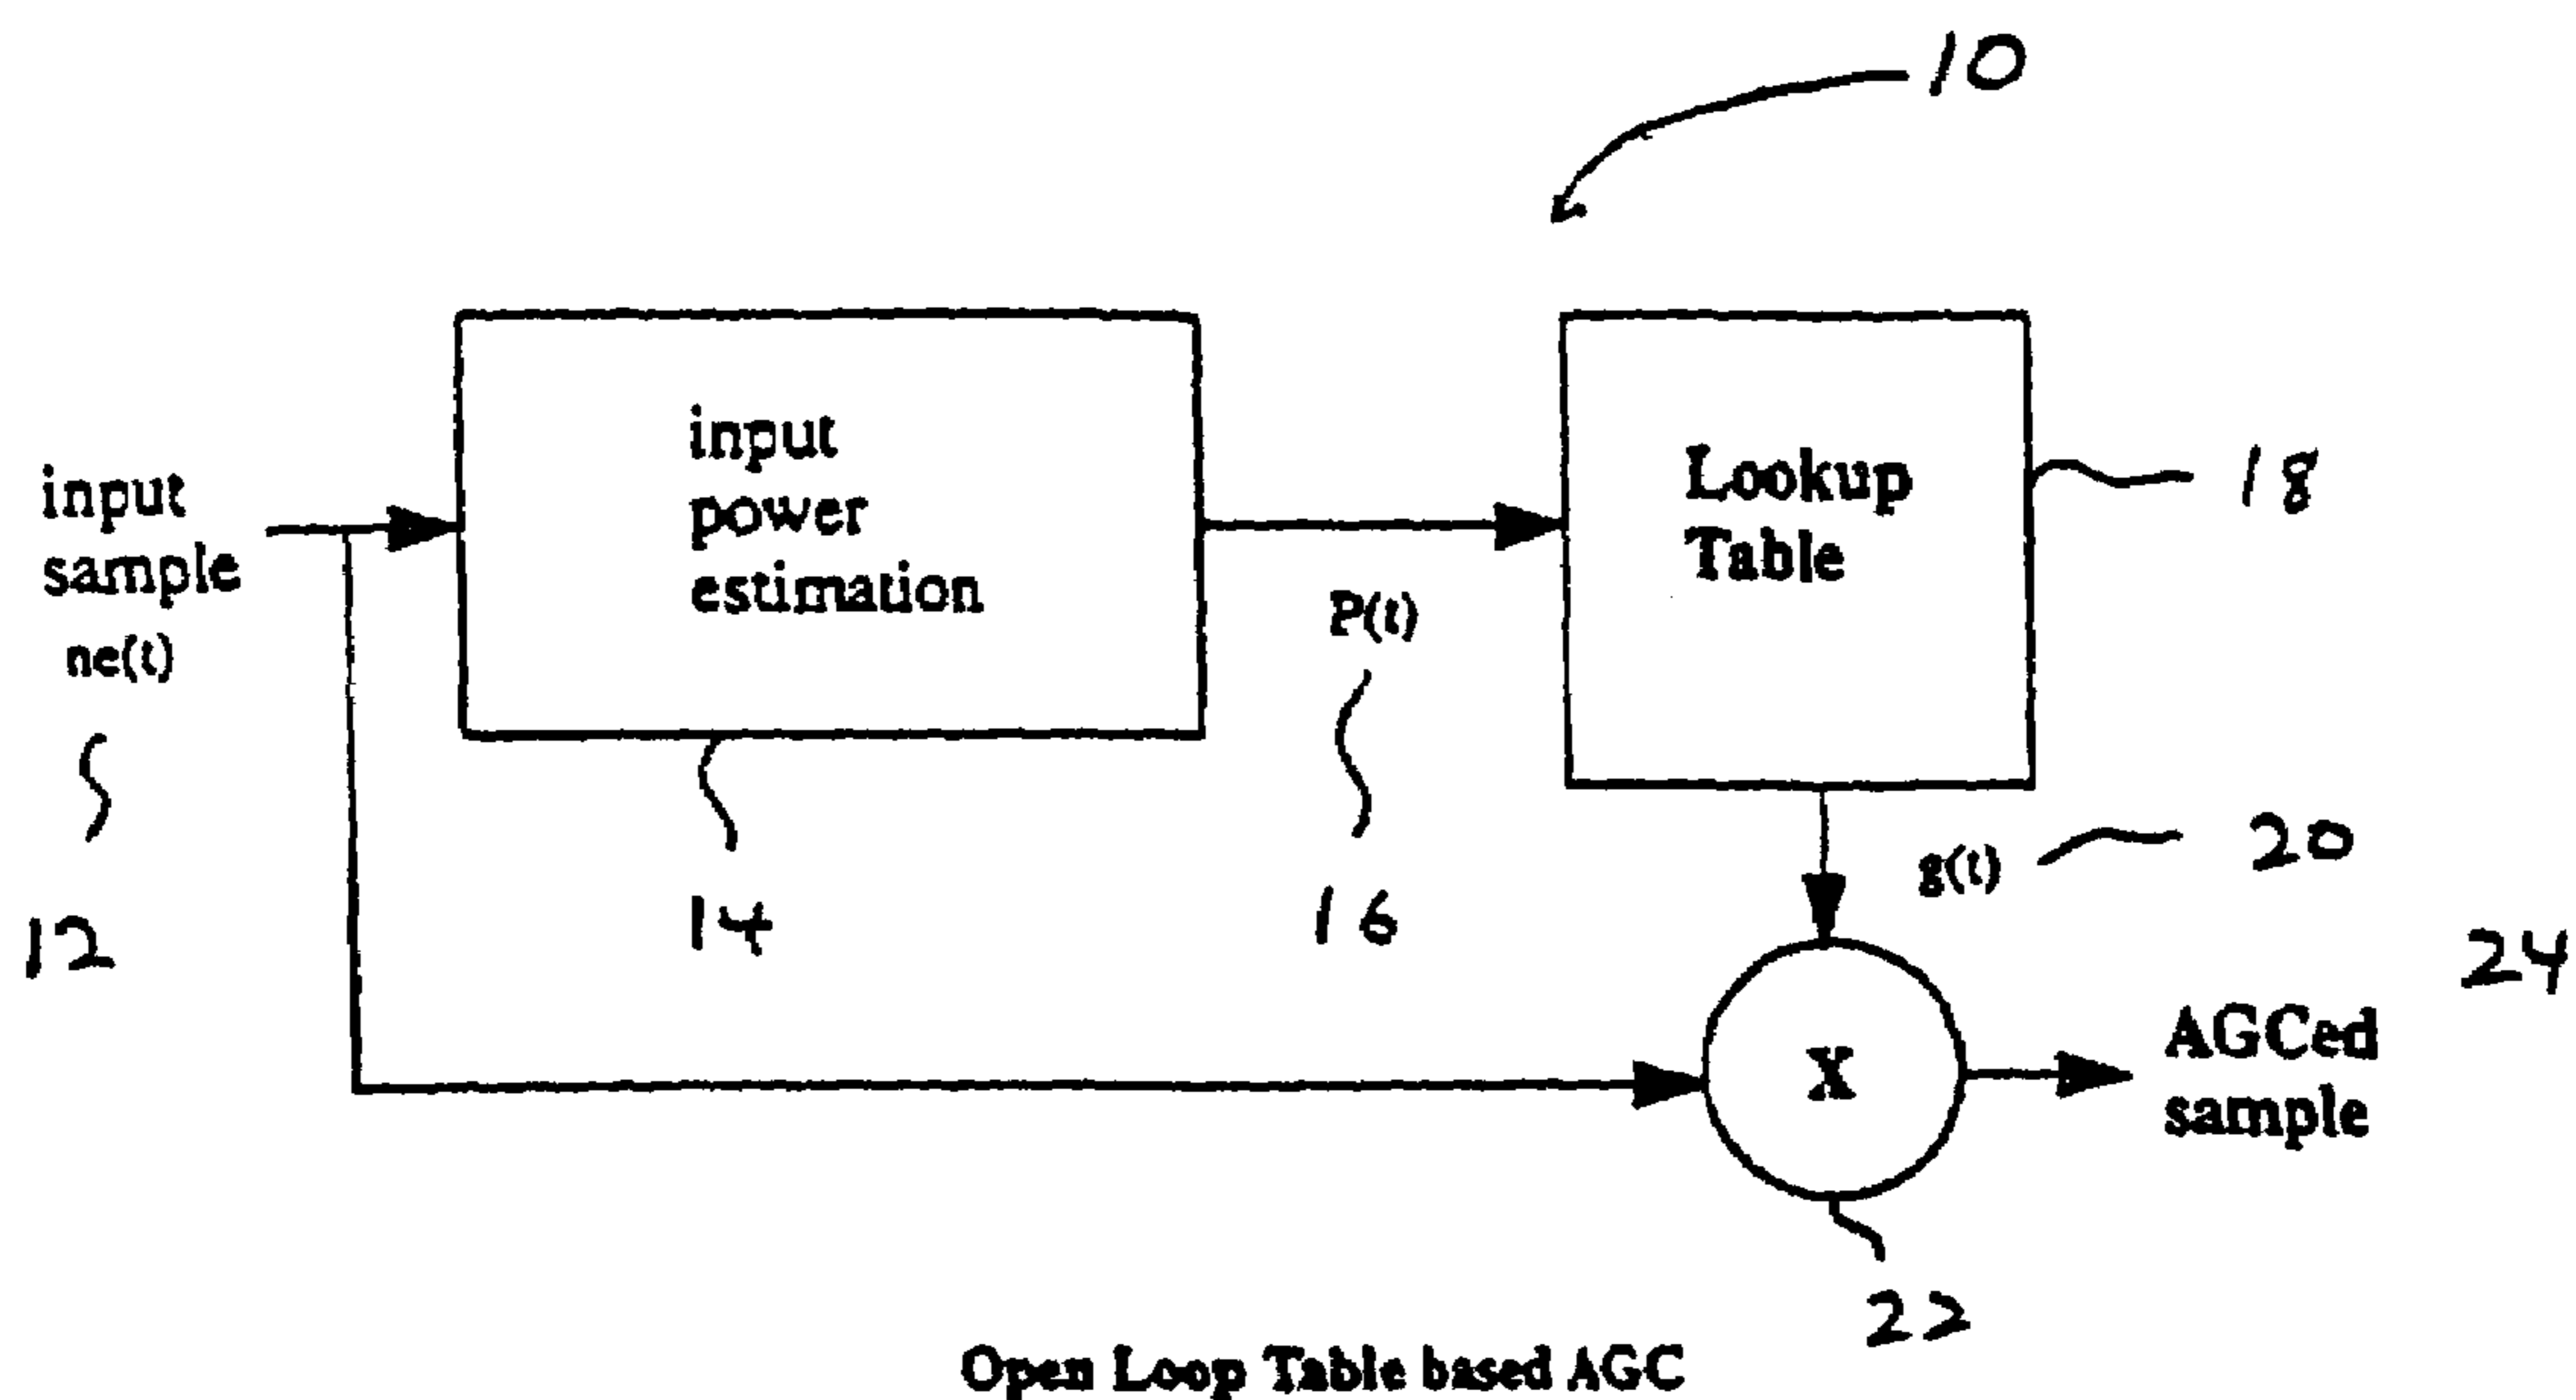 10
input
sample
ne(t)
12
input
power
estimation
14
P(t)
16
Lookup
Table
18
g(t)
20
X
22
24
AGCed
sample
Open Loop Table based AGC